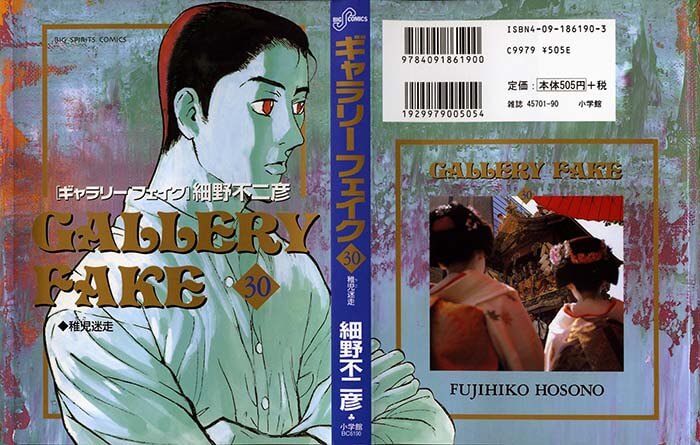 BIG SPIRITS COMICS
[ギャラリーフェイク]細野不二彦
GALLERY
FAKE
30
◆稚児迷走
BIG COMICS
ギャラリーフェイク
30
稚児迷走
細野不二彦
小学館
BC6190
9784091861900
1929979005054
ISBN4-09-186190-3
C9979 ¥505E
定価：本体505円+税
雑誌 45701-90 小学館
GALLERY FAKE
30
FUJIHIKO HOSONO